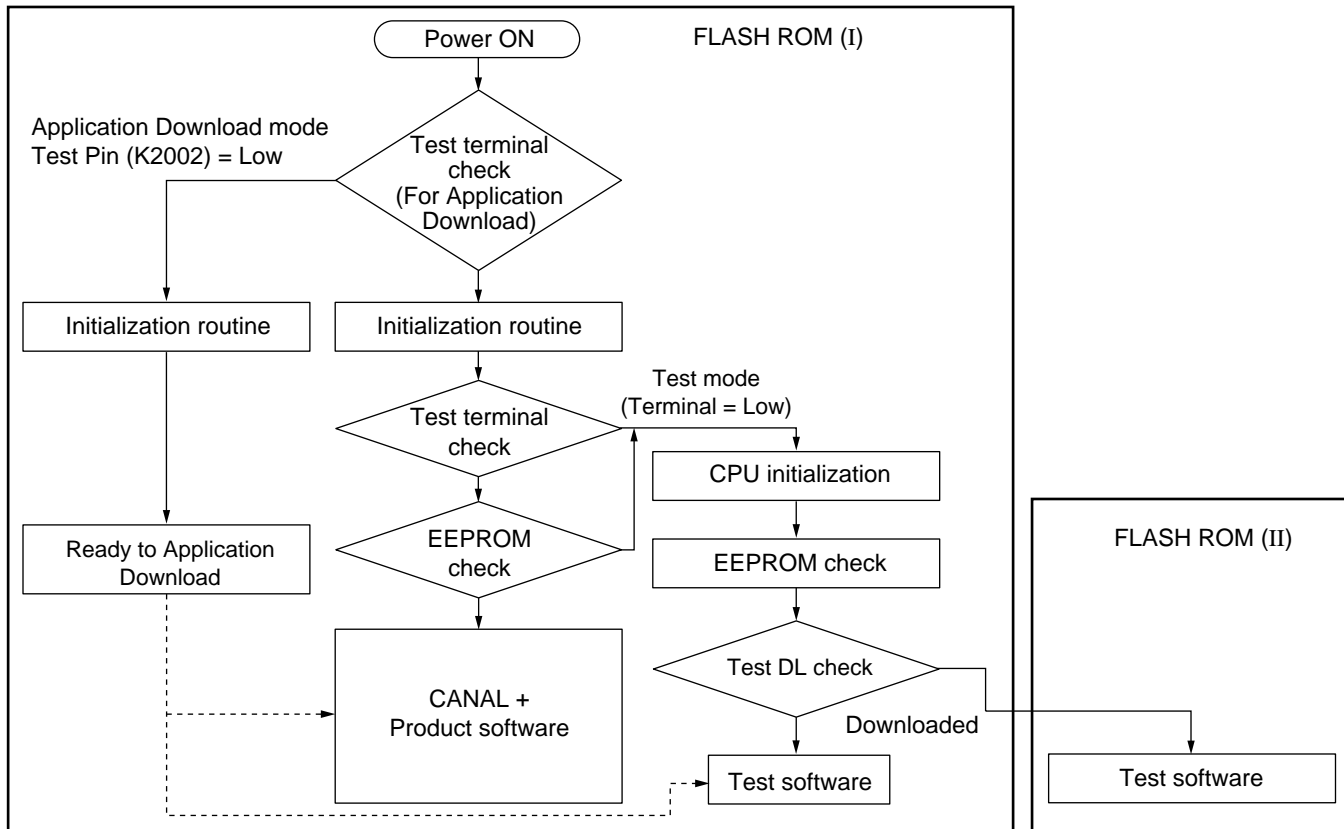 Power ON
FLASH ROM (I)
Application Download mode
Test Pin (K2002) = Low
Test terminal
check
(For Application
Download)
Initialization routine
Initialization routine
Test mode
(Terminal = Low)
Test terminal
check
CPU initialization
Ready to Application
Download
EEPROM
check
EEPROM check
FLASH ROM (II)
Test DL check
CANAL +
Product software
Downloaded
Test software
Test software